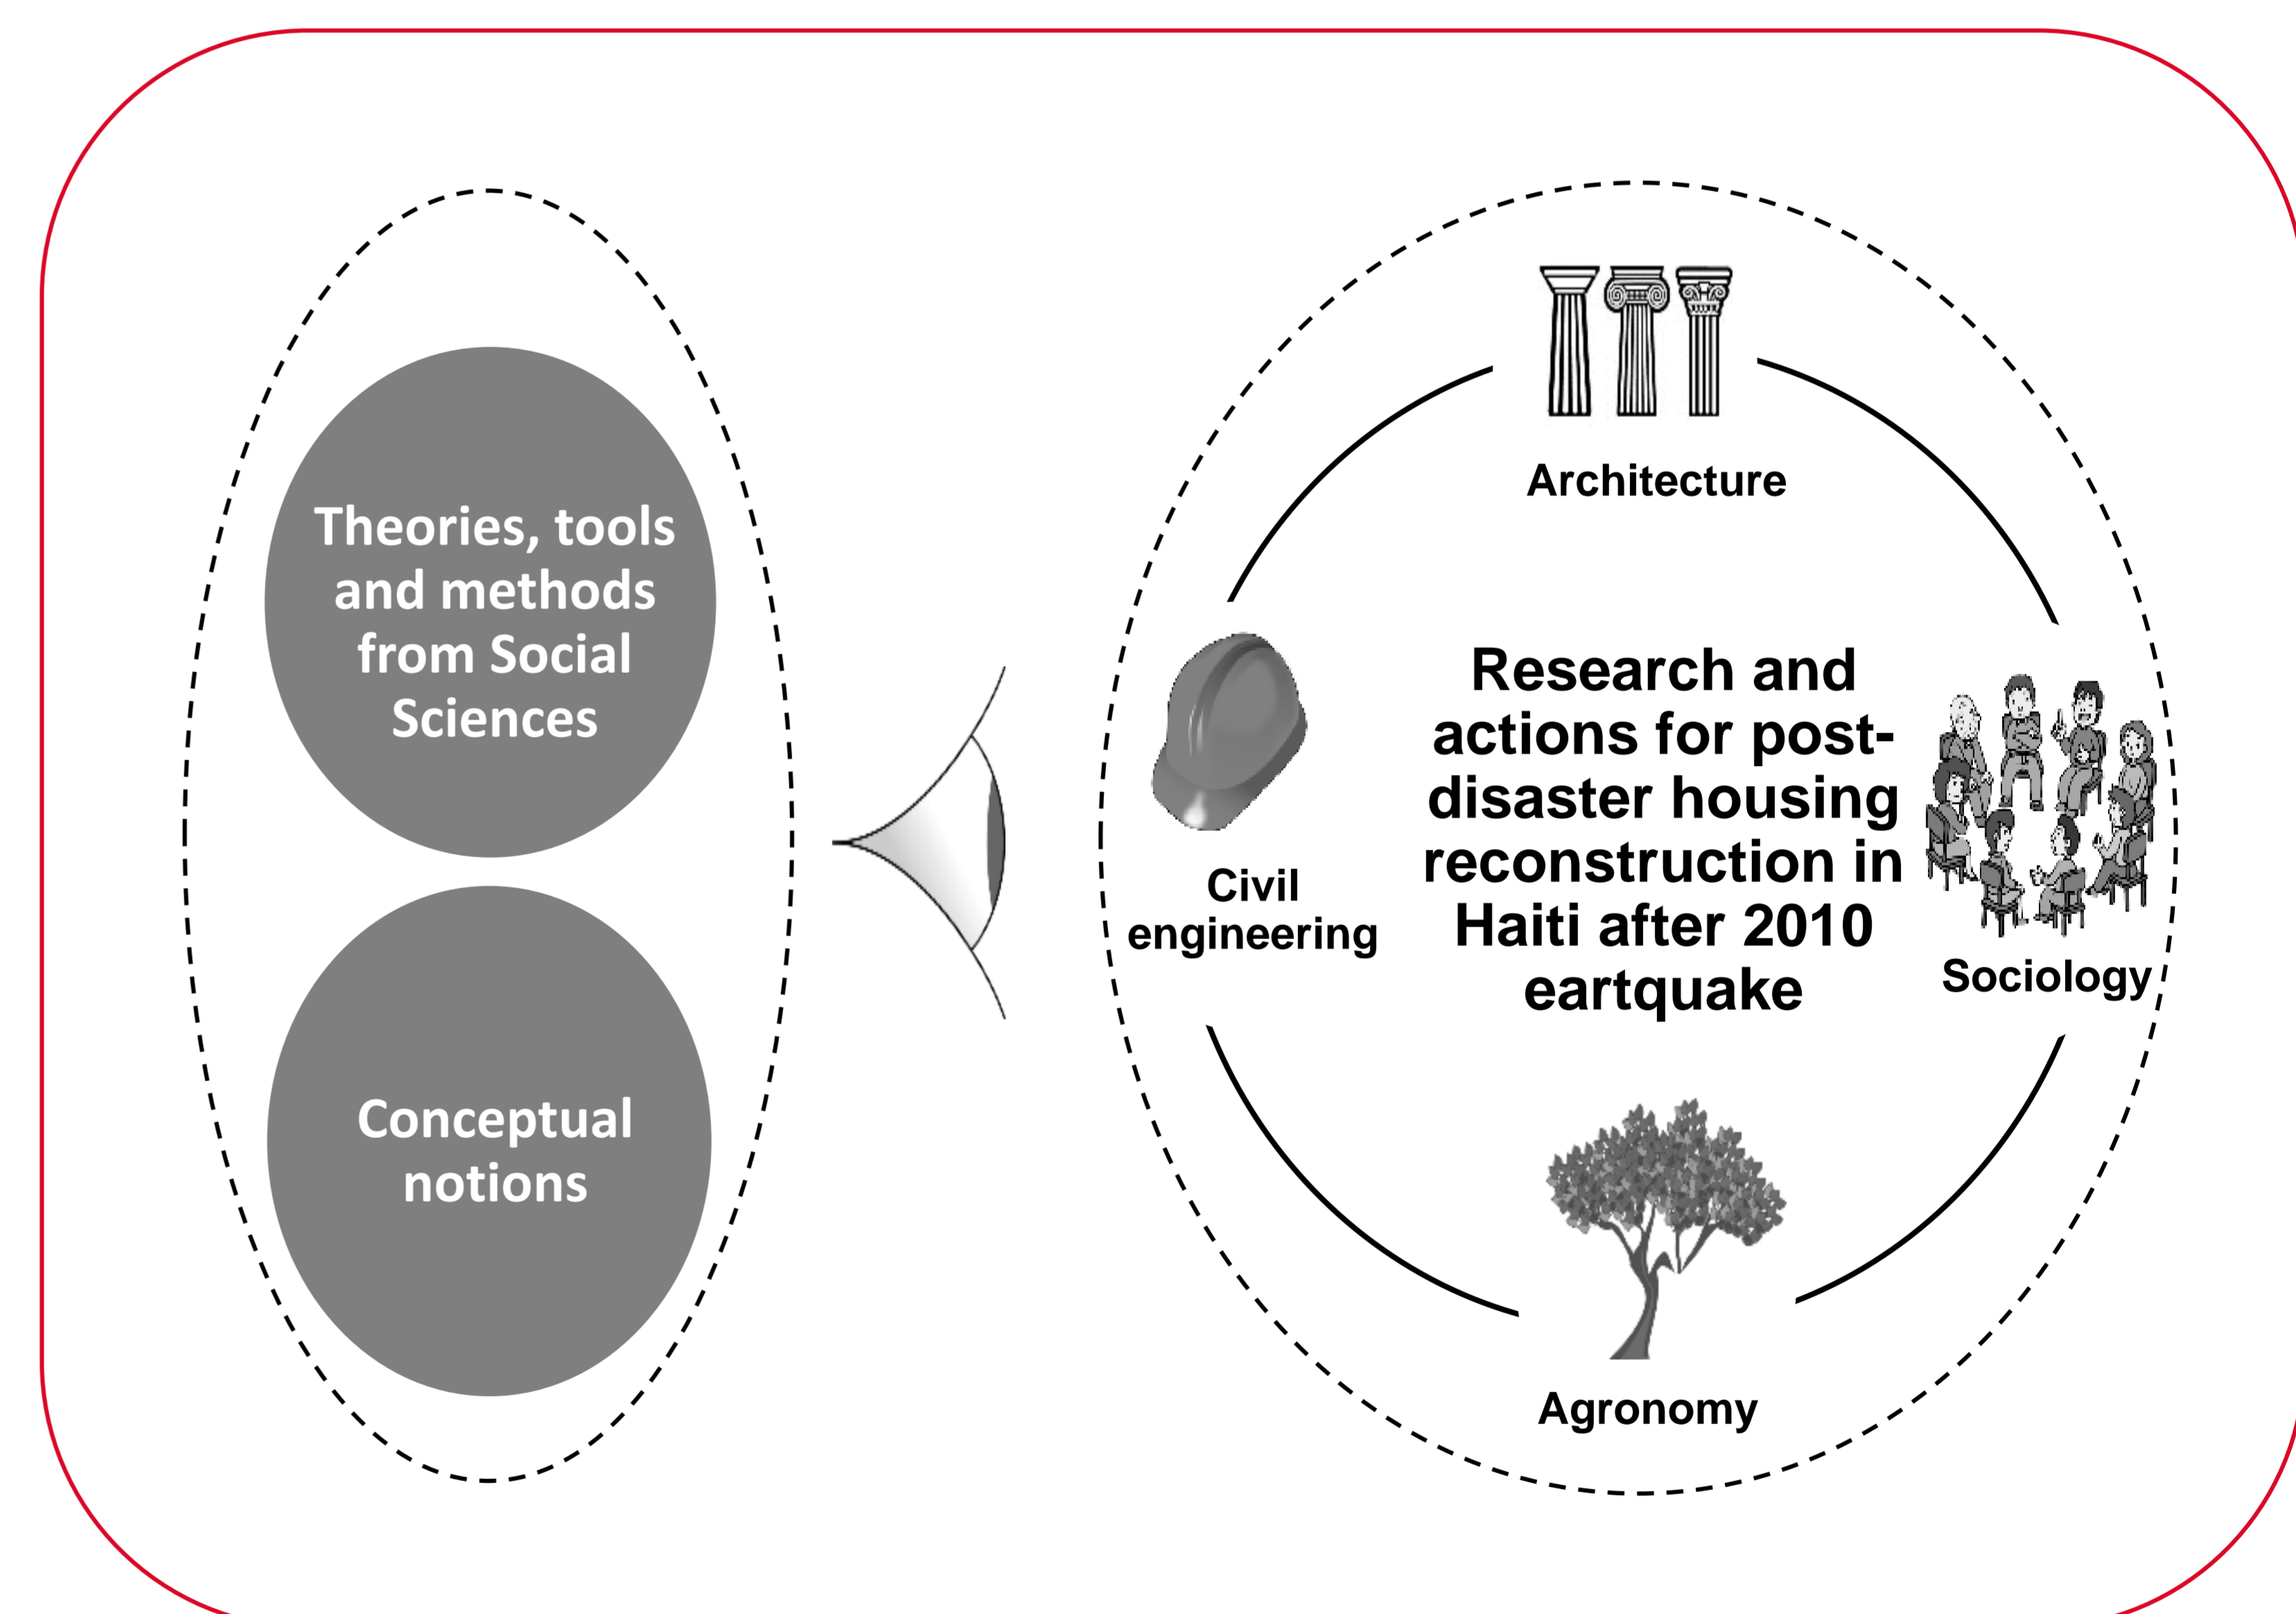 Theories, tools
and methods
from Social
Sciences
Conceptual
notions
Architecture
Civil
engineering
Research and
actions for post-
disaster housing
reconstruction in
Haiti after 2010
eartquake
Sociology
Agronomy